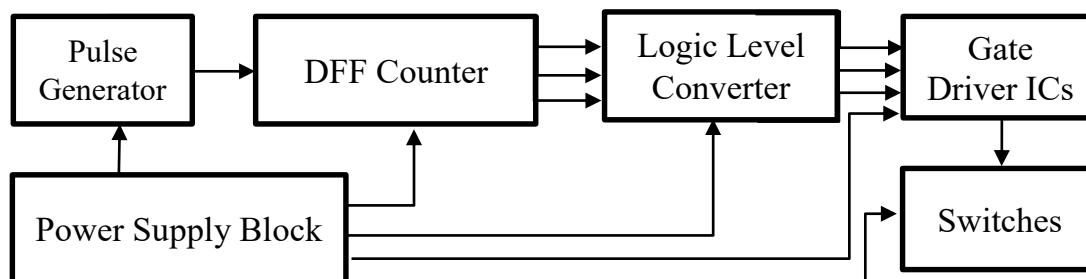 Pulse
Generator
DFF Counter
Logic Level
Converter
Gate
Driver ICs
Power Supply Block
Switches